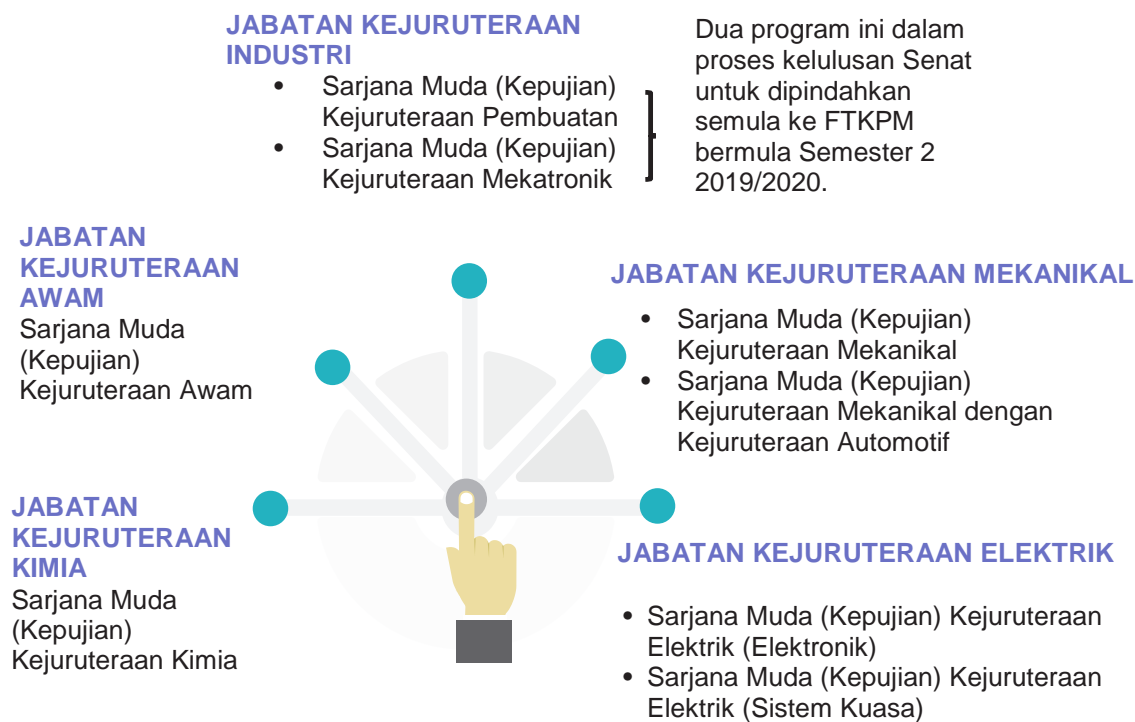 JABATAN KEJURUTERAAN
INDUSTRI
• Sarjana Muda (Kepujian)
Kejuruteraan Pembuatan
• Sarjana Muda (Kepujian)
Kejuruteraan Mekatronik
Dua program ini dalam
proses kelulusan Senat
untuk dipindahkan
semula ke FTKPM
bermula Semester 2
2019/2020.
JABATAN
KEJURUTERAAN
AWAM
Sarjana Muda
(Kepujian)
Kejuruteraan Awam
JABATAN KEJURUTERAAN MEKANIKAL
• Sarjana Muda (Kepujian)
Kejuruteraan Mekanikal
• Sarjana Muda (Kepujian)
Kejuruteraan Mekanikal dengan
Kejuruteraan Automotif
JABATAN
KEJURUTERAAN
KIMIA
Sarjana Muda
(Kepujian)
Kejuruteraan Kimia
JABATAN KEJURUTERAAN ELEKTRIK
• Sarjana Muda (Kepujian) Kejuruteraan
Elektrik (Elektronik)
• Sarjana Muda (Kepujian) Kejuruteraan
Elektrik (Sistem Kuasa)